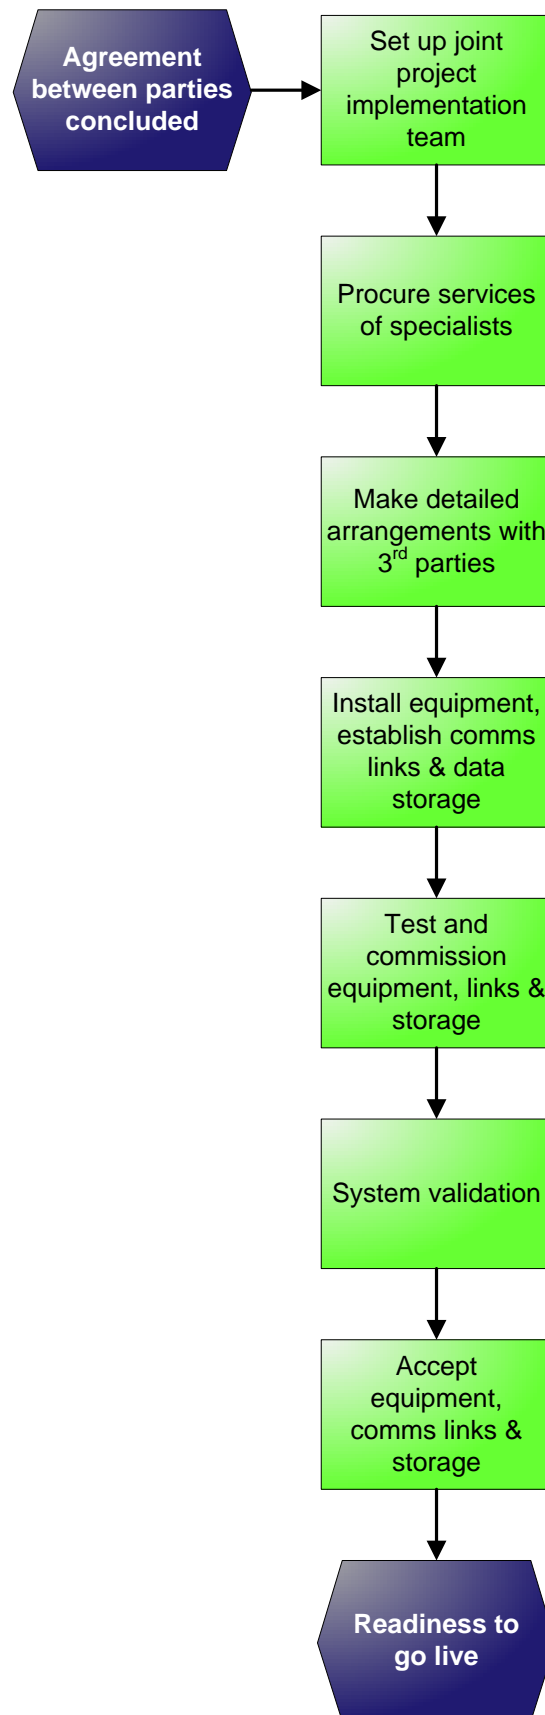 Agreement
between parties
concluded
Set up joint
project
implementation
team
Procure services
of specialists
Make detailed
arrangements with
3rd parties
Install equipment,
establish comms
links & data
storage
Test and
commission
equipment, links &
storage
System validation
Accept
equipment,
comms links &
storage
Readiness to
go live